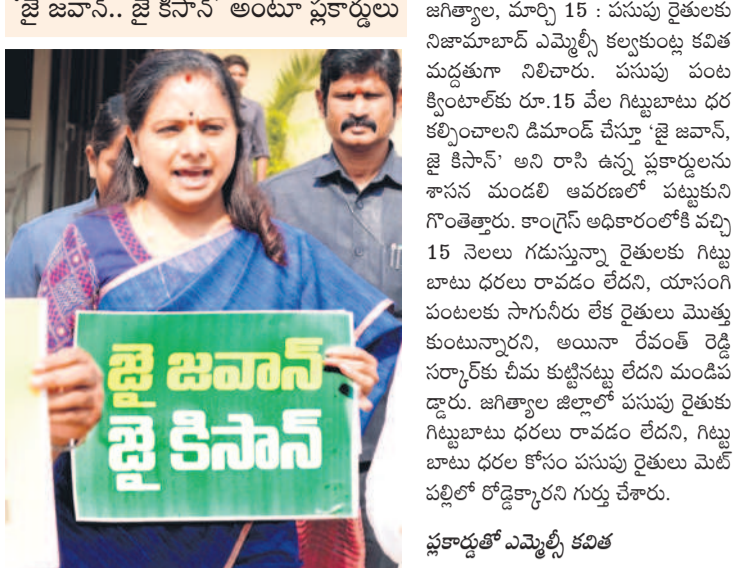 'జై జవాన్.. జై కిసాన్' అంటూ ప్లకార్డులు
జై జవాన్
జై కిసాన్
జగిత్యాల, మార్చి 15 : పసుపు రైతులకు
నిజామాబాద్ ఎమ్మెల్సీ కల్వకుంట్ల కవిత
మద్దతుగా నిలిచారు. పసుపు పంట
క్వింటాల్‌కు రూ.15 వేల గిట్టుబాటు ధర
కల్పించాలని డిమాండ్ చేస్తూ 'జై జవాన్,
జై కిసాన్' అని రాసి ఉన్న ప్లకార్డులను
శాసన మండలి ఆవరణలో పట్టుకుని
గొంతెత్తారు. కాంగ్రెస్ అధికారంలోకి వచ్చి
15 నెలలు గడుస్తున్నా రైతులకు గిట్టు
బాటు ధరలు రావడం లేదని, యాసంగి
పంటలకు సాగునీరు లేక రైతులు మొత్తు
కుంటున్నారని, అయినా రేవంత్ రెడ్డి
సర్కార్‌కు చీమ కుట్టినట్టు లేదని మండిప
డ్డారు. జగిత్యాల జిల్లాలో పసుపు రైతుకు
గిట్టుబాటు ధరలు రావడం లేదని, గిట్టు
బాటు ధరల కోసం పసుపు రైతులు మెట్
పల్లిలో రోడ్డెక్కారని గుర్తు చేశారు.
ప్లకార్డుతో ఎమ్మెల్సీ కవిత